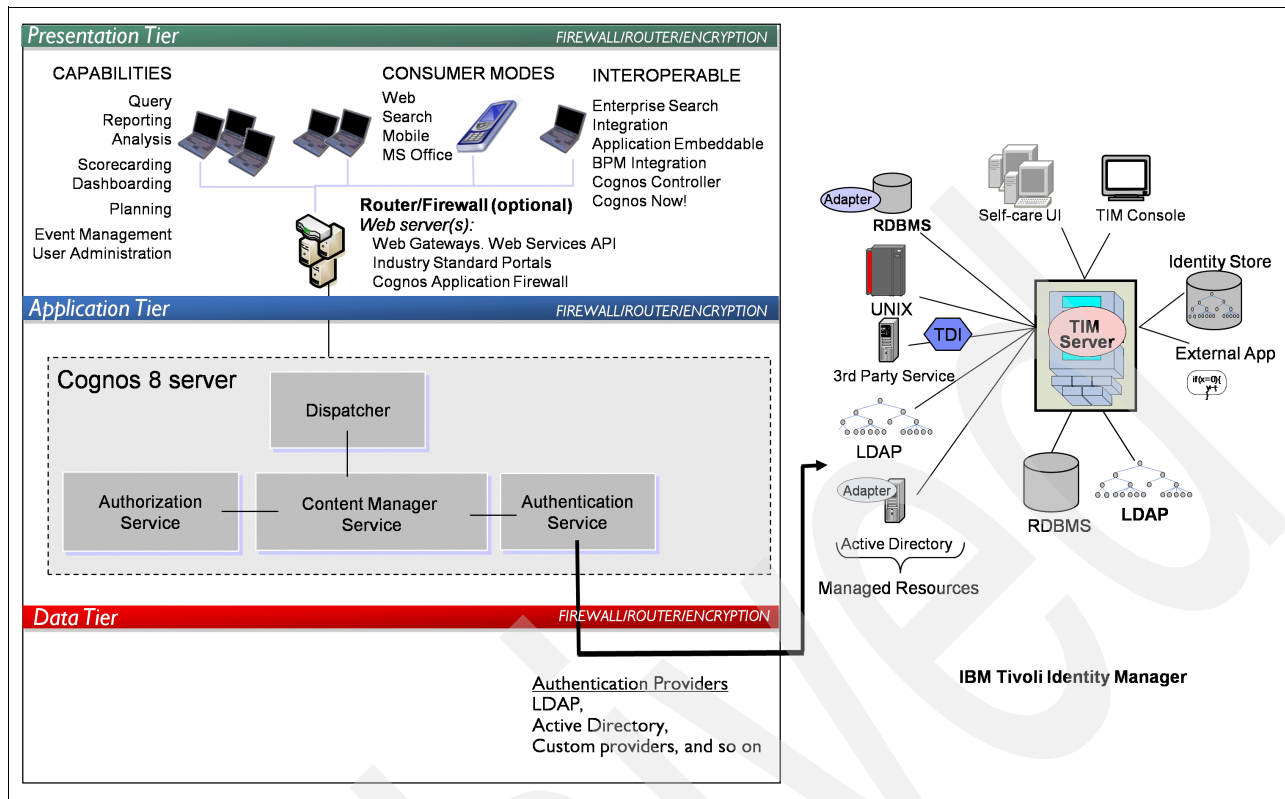 Presentation Tier
FIREWALL/ROUTER/ENCRYPTION
CAPABILITIES
Query
Reporting
Analysis
Scorecarding
Dashboarding
Planning
Event Management
User Administration
CONSUMER MODES
Web
Search
Mobile
MS Office
INTEROPERABLE
Enterprise Search
Integration
Application Embeddable
BPM Integration
Cognos Controller
Cognos Now!
Router/Firewall (optional)
Web server(s):
Web Gateways. Web Services API
Industry Standard Portals
Cognos Application Firewall
Application Tier
FIREWALL/ROUTER/ENCRYPTION
Cognos 8 server
Dispatcher
Authorization
Service
Content Manager
Service
Authentication
Service
Data Tier
FIREWALL/ROUTER/ENCRYPTION
Authentication Providers
LDAP,
Active Directory,
Custom providers, and so on
Adapter
RDBMS
UNIX
TDI
3rd Party Service
LDAP
Adapter
Active Directory
Managed Resources
Self-care UI
TIM Console
TIM
Server
Identity Store
External App
if(x=0){
y-t
}
RDBMS
LDAP
IBM Tivoli Identity Manager